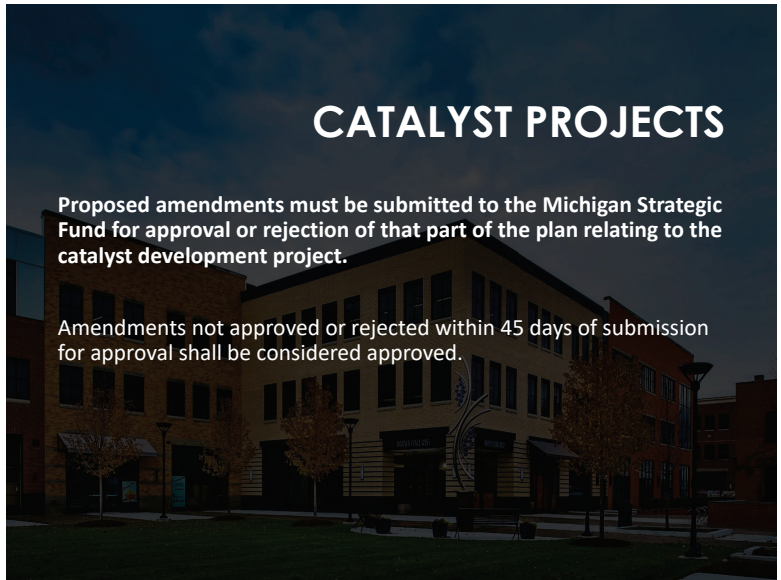 CATALYST PROJECTS
Proposed amendments must be submitted to the Michigan Strategic
Fund for approval or rejection of that part of the plan relating to the
catalyst development project.
Amendments not approved or rejected within 45 days of submission
for approval shall be considered approved.